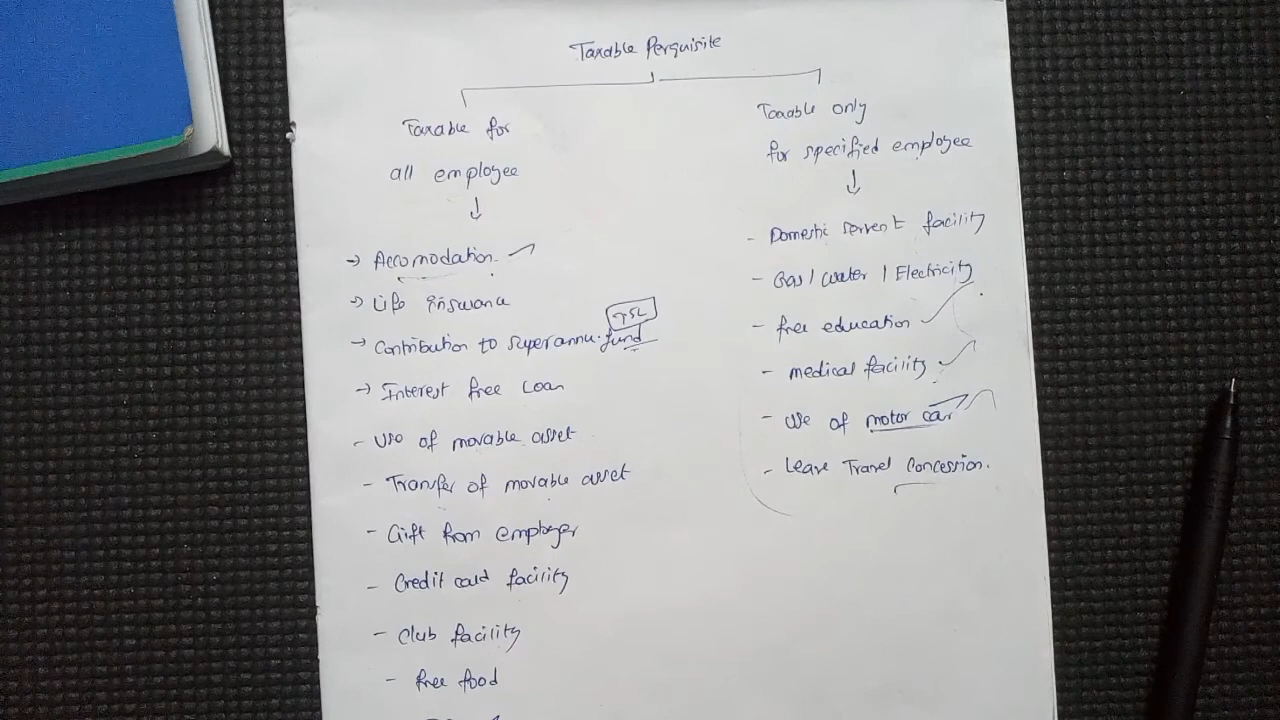 Taxable Perquisite
Taxable for
all employee
↓
→ Accomodation
→ Life insurance
→ Contribution to superannu. fund
→ Interest free Loan
- Use of movable asset
- Transfer of movable asset
- Gift from employer
- Credit card facility
- Club facility
- free food
Taxable only
for specified employee
↓
- Domestic servent facility
- Gas / water / Electricity
- free education
- medical facility
- Use of motor car
- Leave Travel Concession.